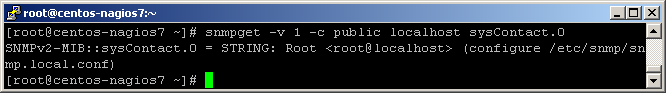 root@centos-nagios7:~
[root@centos-nagios7 ~]# snmpget -v 1 -c public localhost sysContact.0
SNMPv2-MIB::sysContact.0 = STRING: Root <root@localhost> (configure /etc/snmp/sn
mp.local.conf)
[root@centos-nagios7 ~]#